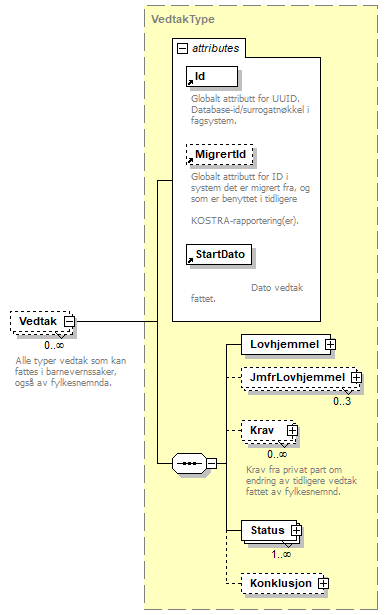 VedtakType
attributes
Id
Globalt attributt for UUID.
Database-id/surrogatnøkkel i
fagsystem.
MigrertId
Globalt attributt for ID i
system det er migrert fra, og
som er benyttet i tidligere
KOSTRA-rapportering(er).
StartDato
Dato vedtak
fattet.
Vedtak
0..∞
Alle typer vedtak som kan
fattes i barnevernssaker,
også av fylkesnemnda.
Lovhjemmel
JmfrLovhjemmel
0..3
Krav
0..∞
Krav fra privat part om
endring av tidligere vedtak
fattet av fylkesnemnd.
Status
1..∞
Konklusjon